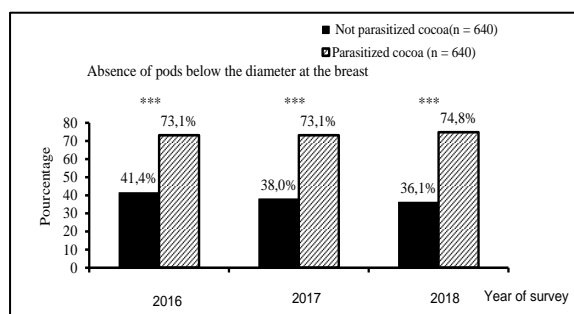 Not parasitized cocoa(n = 640)
Parasitized cocoa (n = 640)
Absence of pods below the diameter at the breast
*** *** ***
73,1% 73,1% 74,8%
41,4% 38,0% 36,1%
Pourcentage
80
70
60
50
40
30
20
10
0
2016 2017 2018 Year of survey